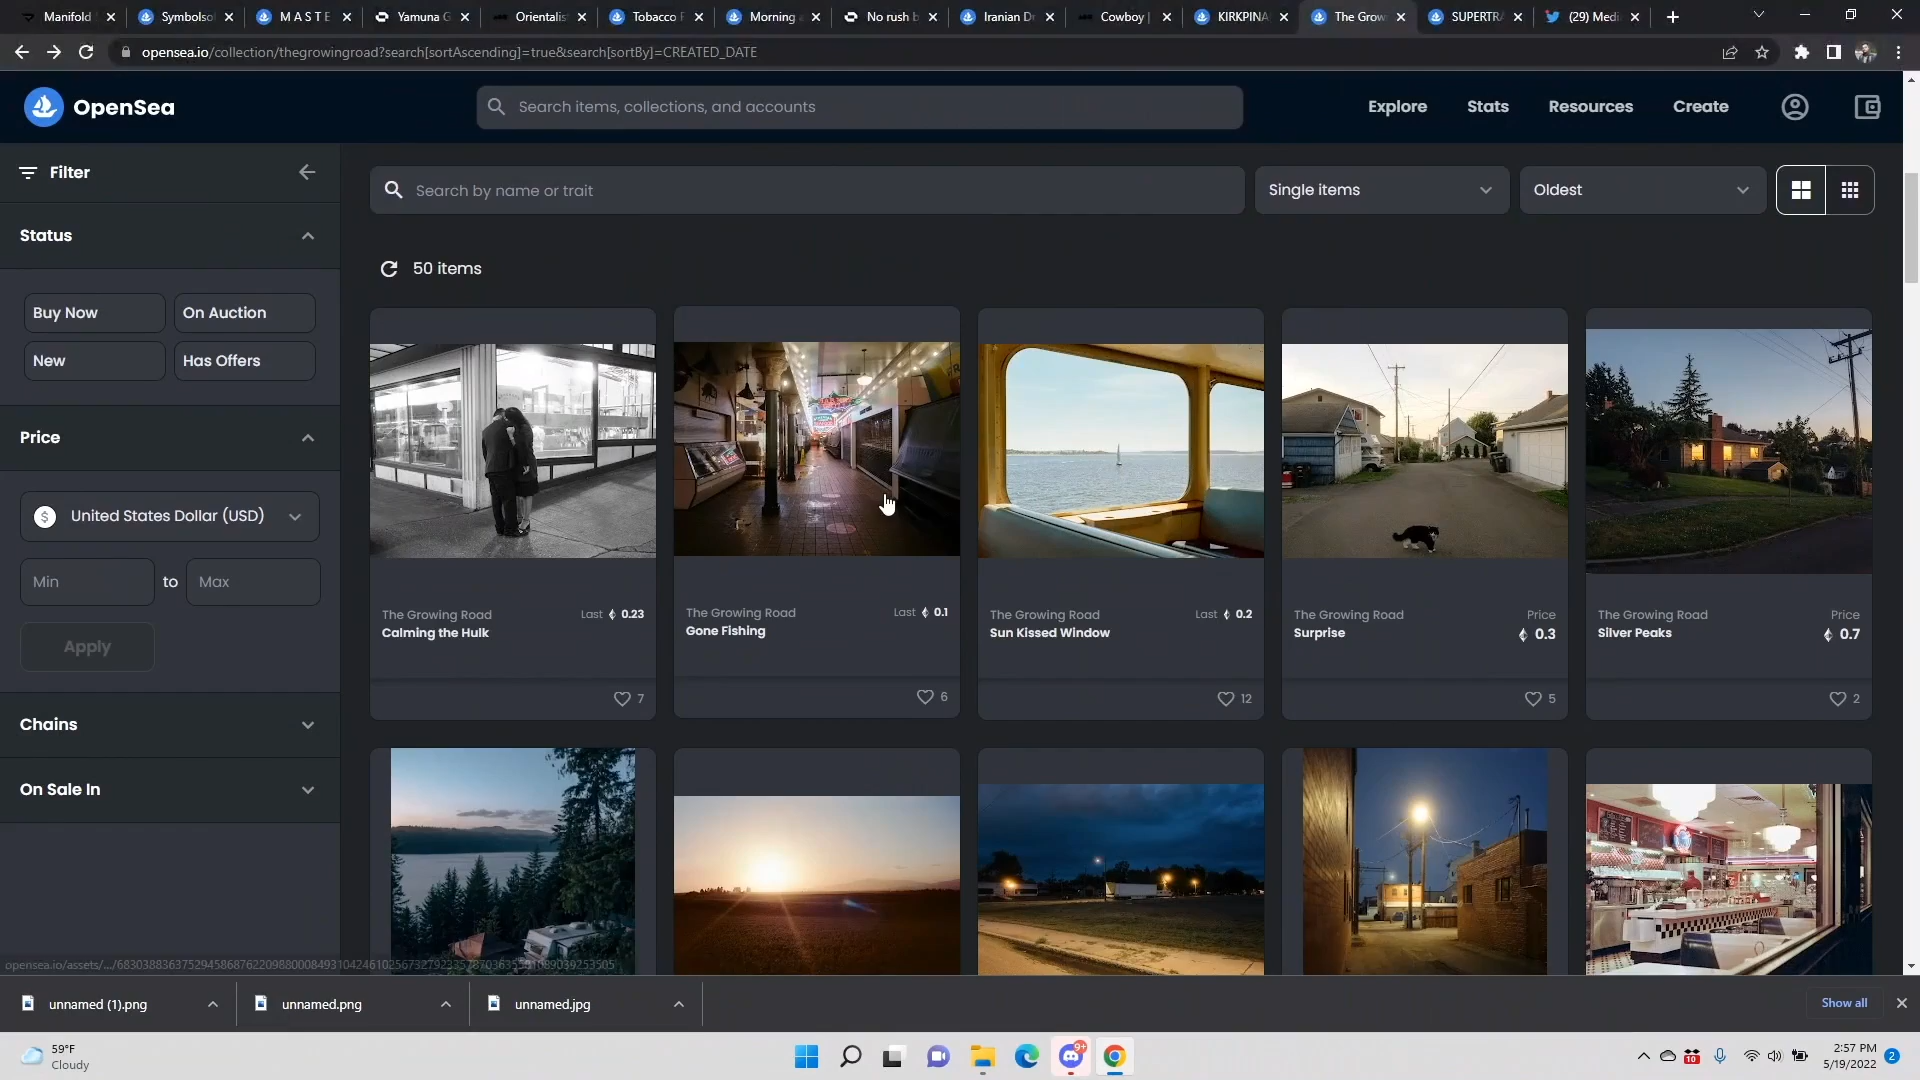 Manifold
Symbolso
M A S T E
Yamuna G
Orientalis
Tobacco F
Morning
No rush b
Iranian Dr
Cowboy |
KIRKPINA
The Grow
SUPERTRA
(29) Medi
opensea.io/collection/thegrowingroad?search[sortAscending]=true&search[sortBy]=CREATED_DATE
OpenSea
Search items, collections, and accounts
Explore
Stats
Resources
Create
Filter
Search by name or trait
Single items
Oldest
Status
50 items
Buy Now
On Auction
New
Has Offers
Price
United States Dollar (USD)
Min
to
Max
Apply
The Growing Road
Last 0.23
Calming the Hulk
7
The Growing Road
Last 0.1
Gone Fishing
6
The Growing Road
Last 0.2
Sun Kissed Window
12
The Growing Road
Price
Surprise
0.3
5
The Growing Road
Price
Silver Peaks
0.7
2
Chains
On Sale In
unnamed (1).png
unnamed.png
unnamed.jpg
Show all
59°F
Cloudy
9+
10
2:57 PM
5/19/2022
2